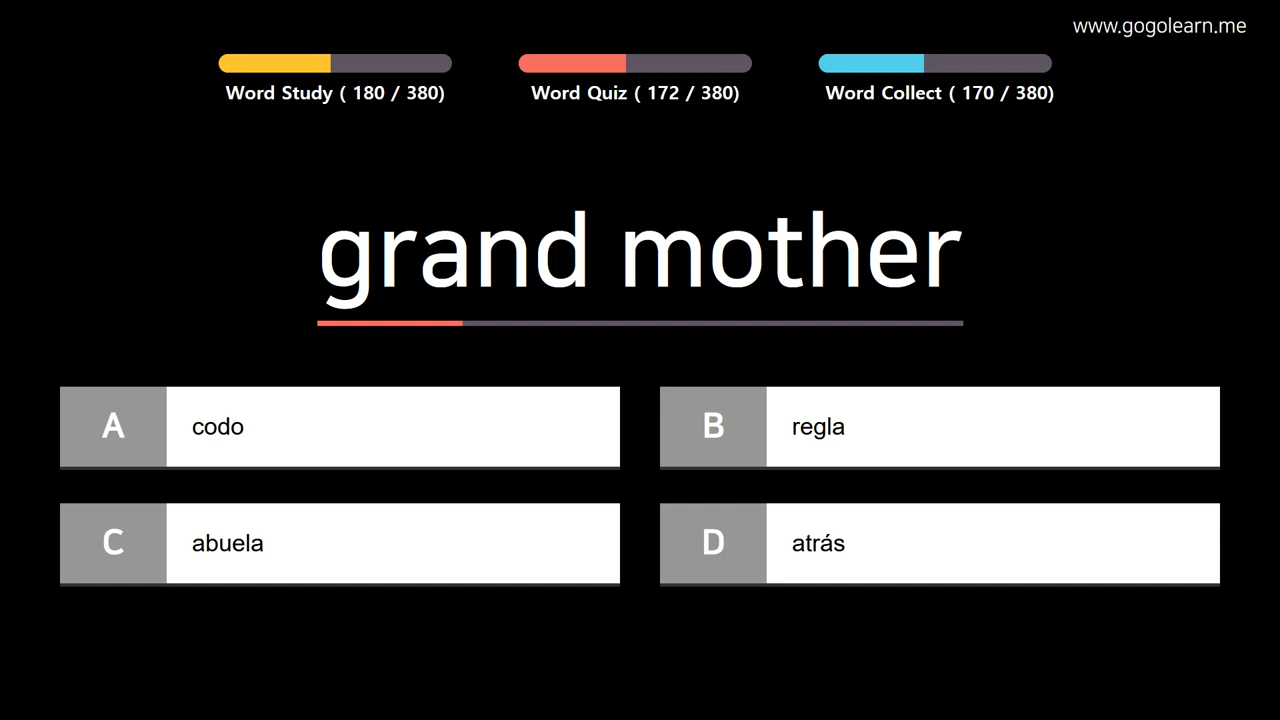 www.gogolearn.me
Word Study ( 180 / 380)
Word Quiz ( 172 / 380)
Word Collect ( 170 / 380)
grand mother
A codo
B regla
C abuela
D atrás